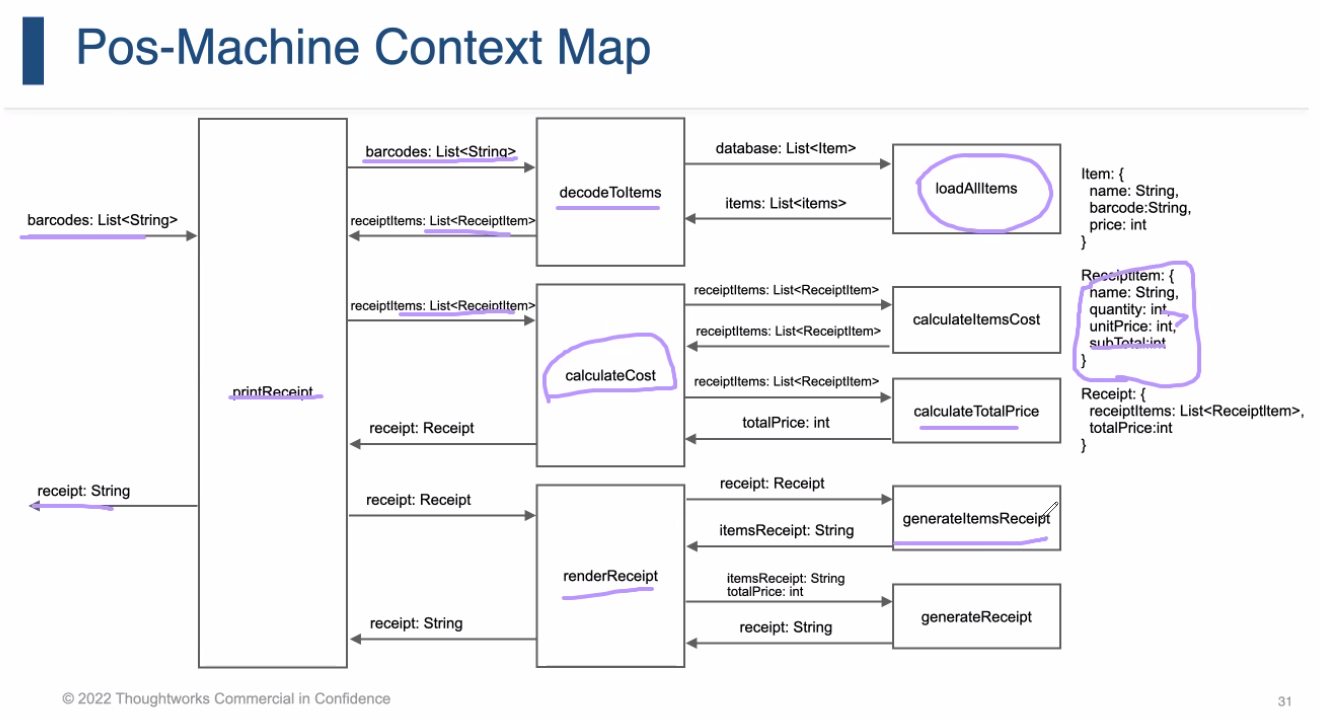 Pos-Machine Context Map
barcodes: List<String>
printReceipt
receipt: String
barcodes: List<String>
receiptItems: List<ReceiptItem>
decodeToItems
database: List<Item>
items: List<items>
loadAllItems
receiptItems: List<ReceiptItem>
calculateCost
receipt: Receipt
receiptItems: List<ReceiptItem>
receiptItems: List<ReceiptItem>
calculateItemsCost
receiptItems: List<ReceiptItem>
totalPrice: int
calculateTotalPrice
receipt: Receipt
renderReceipt
receipt: String
receipt: Receipt
itemsReceipt: String
generateItemsReceipt
itemsReceipt: String
totalPrice: int
receipt: String
generateReceipt
Item: {
name: String,
barcode:String,
price: int
}
ReceiptItem: {
name: String,
quantity: int,
unitPrice: int,
subTotal:int
}
Receipt: {
receiptItems: List<ReceiptItem>,
totalPrice:int
}
© 2022 Thoughtworks Commercial in Confidence
31